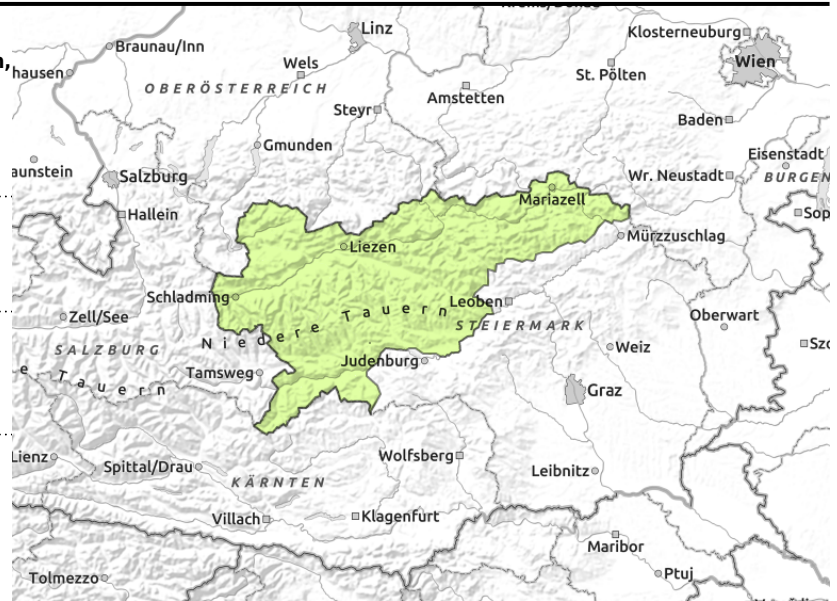 Linz
Klosterneuburg
Braunau/Inn
Wien
n,
hausen
Wels
St. Pölten
OBERÖSTERREICH
Amstetten
Steyr
Baden
Gmunden
Eisenstadt
aunstein
Salzburg
Wr. Neustadt
BURGEN
Mariazell
Hallein
Sop
Mürzzuschlag
Liezen
Schladming
Leoben
Niedere Tauern
Zell/See
STEIERMARK
Oberwart
SALZBURG
Weiz
Szo
Judenburg
Tamsweg
e Tauern
Graz
Lienz
Wolfsberg
Spittal/Drau
Leibnitz
KÄRNTEN
Villach
Klagenfurt
Maribor
Tolmezzo
Ptuj